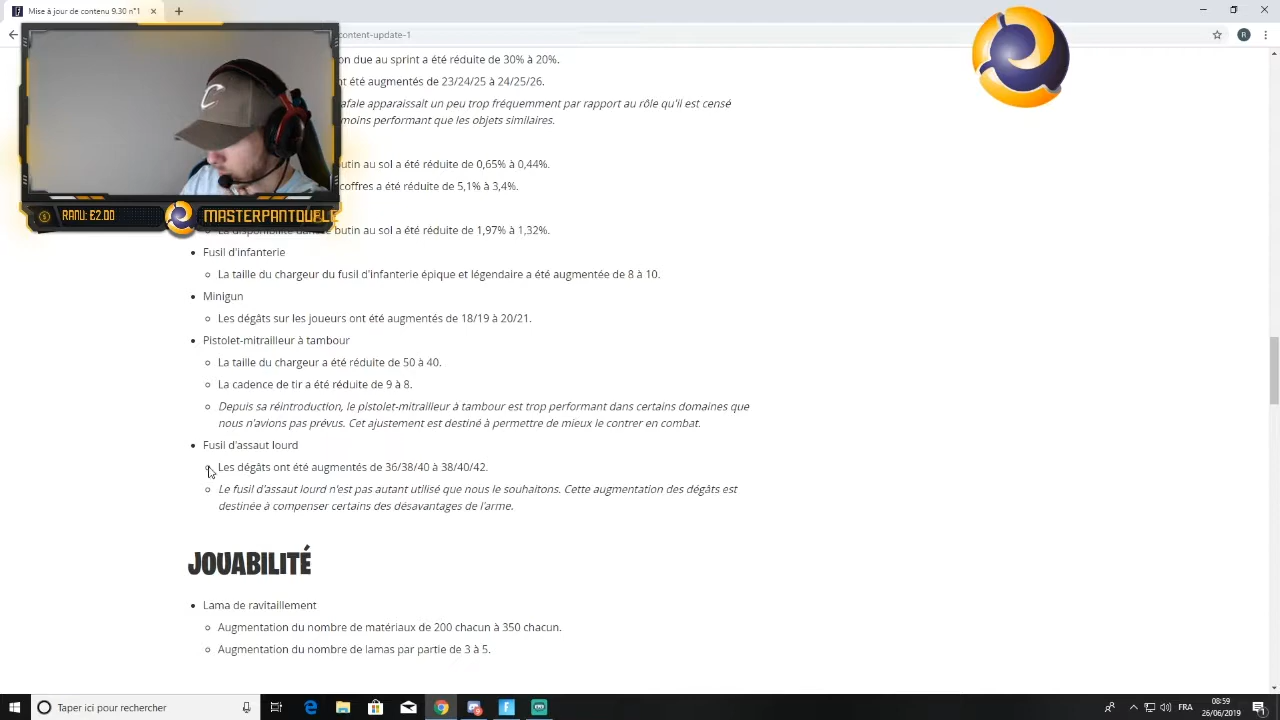 Mise à jour de contenu 9.30 n°1
content-update-1
R
on due au sprint a été réduite de 30% à 20%.
nt été augmentés de 23/24/25 à 24/25/26.
afale apparaissait un peu trop fréquemment par rapport au rôle qu'il est censé
moins performant que les objets similaires.
utin au sol a été réduite de 0,65% à 0,44%.
coffres a été réduite de 5,1% à 3,4%.
C
$ RANU: €2.00 MASTERPANTOUFLE
La disponibilité dans le butin au sol a été réduite de 1,97% à 1,32%.
• Fusil d'infanterie
La taille du chargeur du fusil d'infanterie épique et légendaire a été augmentée de 8 à 10.
• Minigun
Les dégâts sur les joueurs ont été augmentés de 18/19 à 20/21.
• Pistolet-mitrailleur à tambour
La taille du chargeur a été réduite de 50 à 40.
La cadence de tir a été réduite de 9 à 8.
Depuis sa réintroduction, le pistolet-mitrailleur à tambour est trop performant dans certains domaines que
nous n'avions pas prévus. Cet ajustement est destiné à permettre de mieux le contrer en combat.
• Fusil d'assaut lourd
Les dégâts ont été augmentés de 36/38/40 à 38/40/42.
Le fusil d'assaut lourd n'est pas autant utilisé que nous le souhaitons. Cette augmentation des dégâts est
destinée à compenser certains des désavantages de l'arme.
JOUABILITÉ
• Lama de ravitaillement
Augmentation du nombre de matériaux de 200 chacun à 350 chacun.
Augmentation du nombre de lamas par partie de 3 à 5.
Taper ici pour rechercher
FRA
08:59
26/06/2019